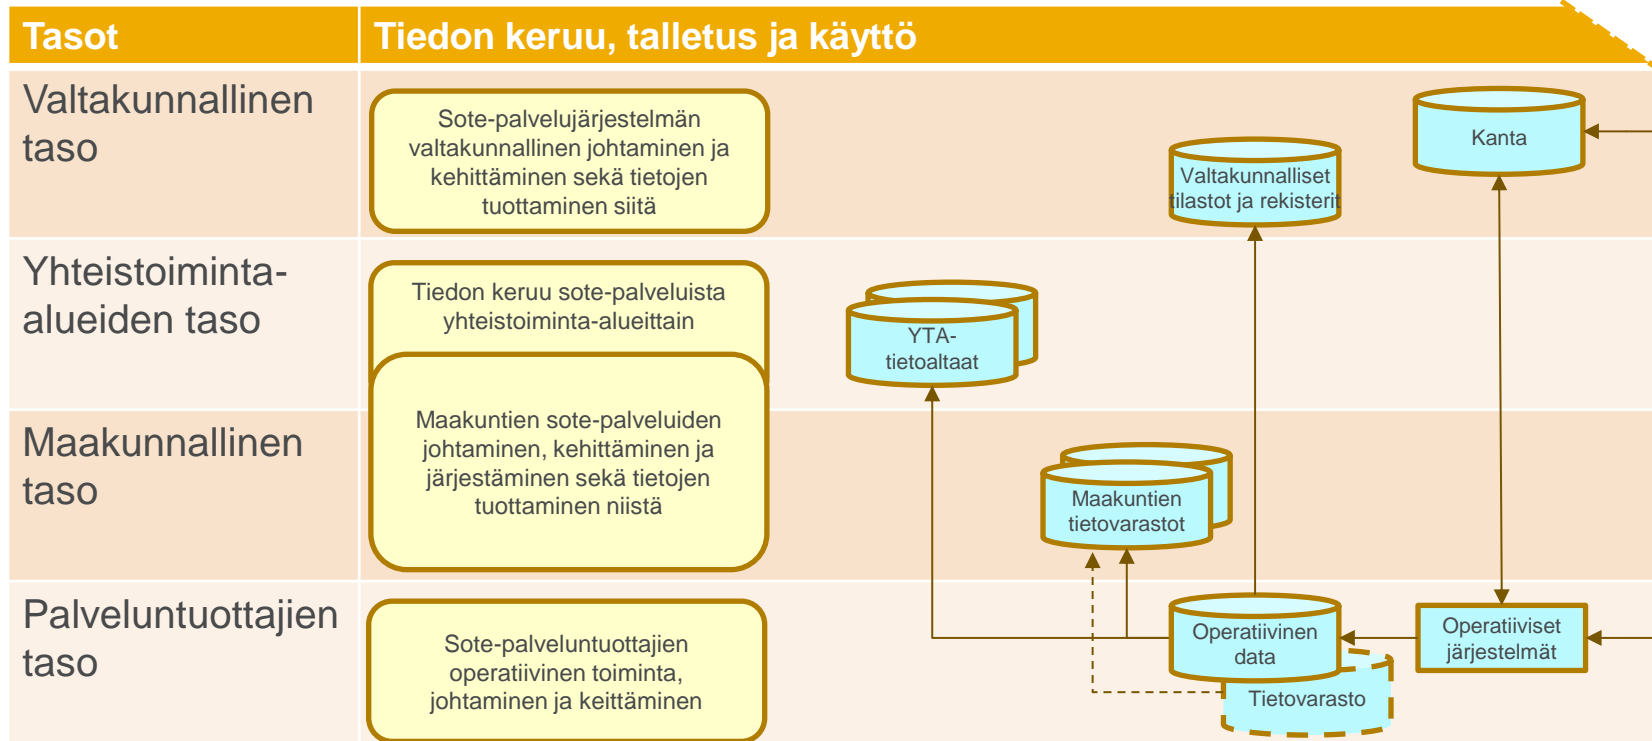 Tasot
Tiedon keruu, talletus ja käyttö
Valtakunnallinen
taso
Sote-palvelujärjestelmän
valtakunnallinen johtaminen ja
kehittäminen sekä tietojen
tuottaminen siitä
Valtakunnalliset
tilastot ja rekisterit
Kanta
Yhteistoiminta-
alueiden taso
Tiedon keruu sote-palveluista
yhteistoiminta-alueittain
YTA-
tietoaltaat
Maakunnallinen
taso
Maakuntien sote-palveluiden
johtaminen, kehittäminen ja
järjestäminen sekä tietojen
tuottaminen niistä
Maakuntien
tietovarastot
Palveluntuottajien
taso
Sote-palveluntuottajien
operatiivinen toiminta,
johtaminen ja keittäminen
Operatiivinen
data
Tietovarasto
Operatiiviset
järjestelmät